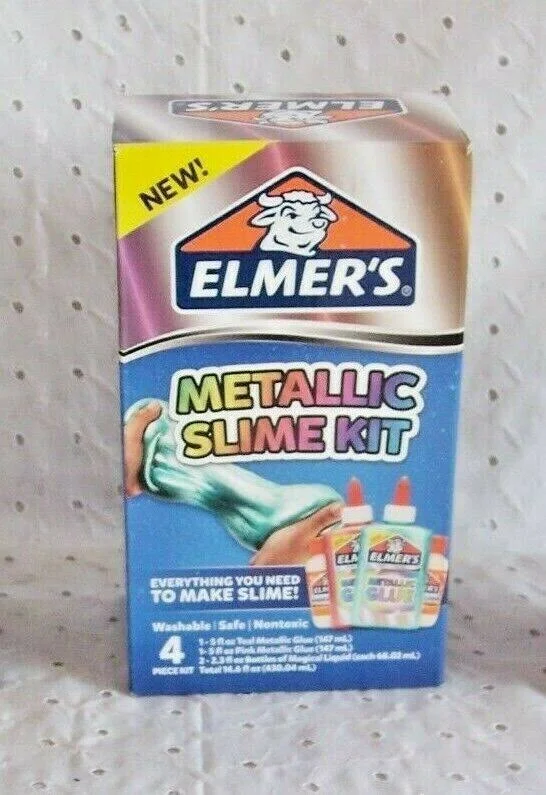 ELMER'S
ELMER'S
NEW!
ELMER'S®
METALLIC
SLIME KIT
ELMER'S
METALLIC
GLUE
EVERYTHING YOU NEED
TO MAKE SLIME!
Washable | Safe | Nontoxic
4
PIECE KIT
1 - 5 fl oz Teal Metallic Glue (147 mL)
1 - 5 fl oz Pink Metallic Glue (147 mL)
2 - 2.3 fl oz Bottles of Magical Liquid (each 68.02 mL)
Total 14.6 fl oz (430.04 mL)